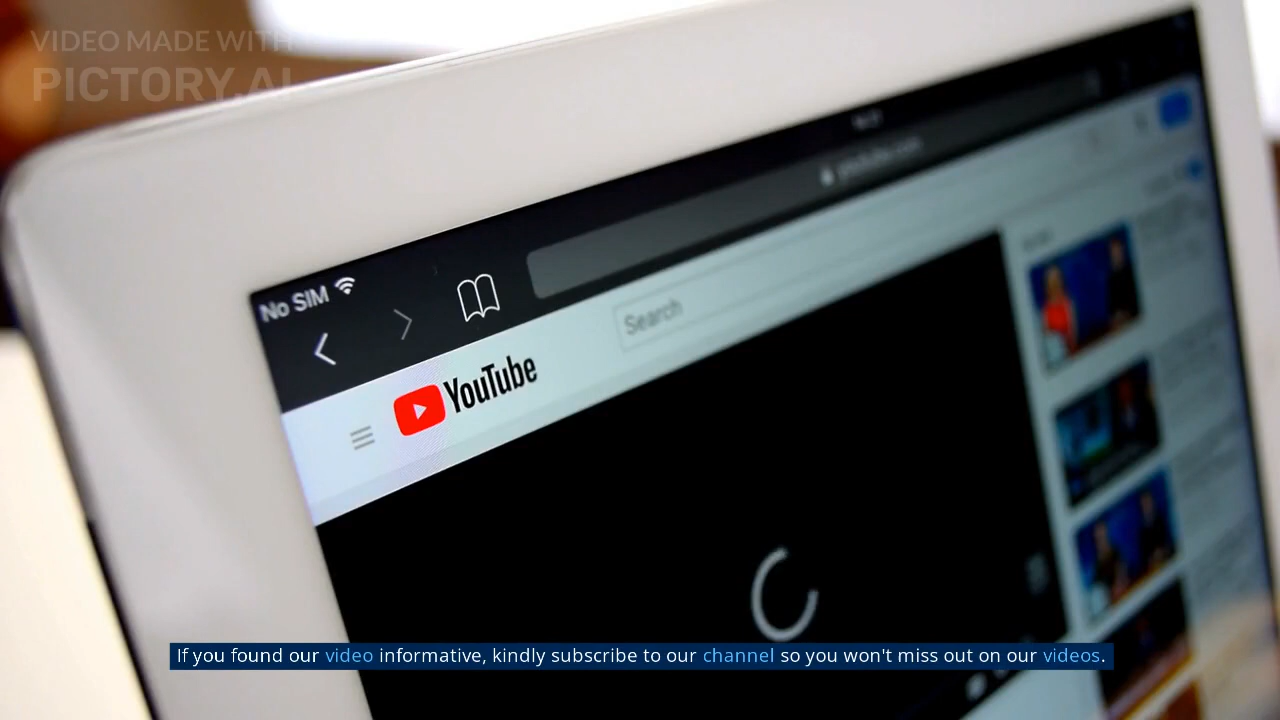 VIDEO MADE WITH
PICTORY.AI
No SIM
Search
YouTube
If you found our video informative, kindly subscribe to our channel so you won't miss out on our videos.